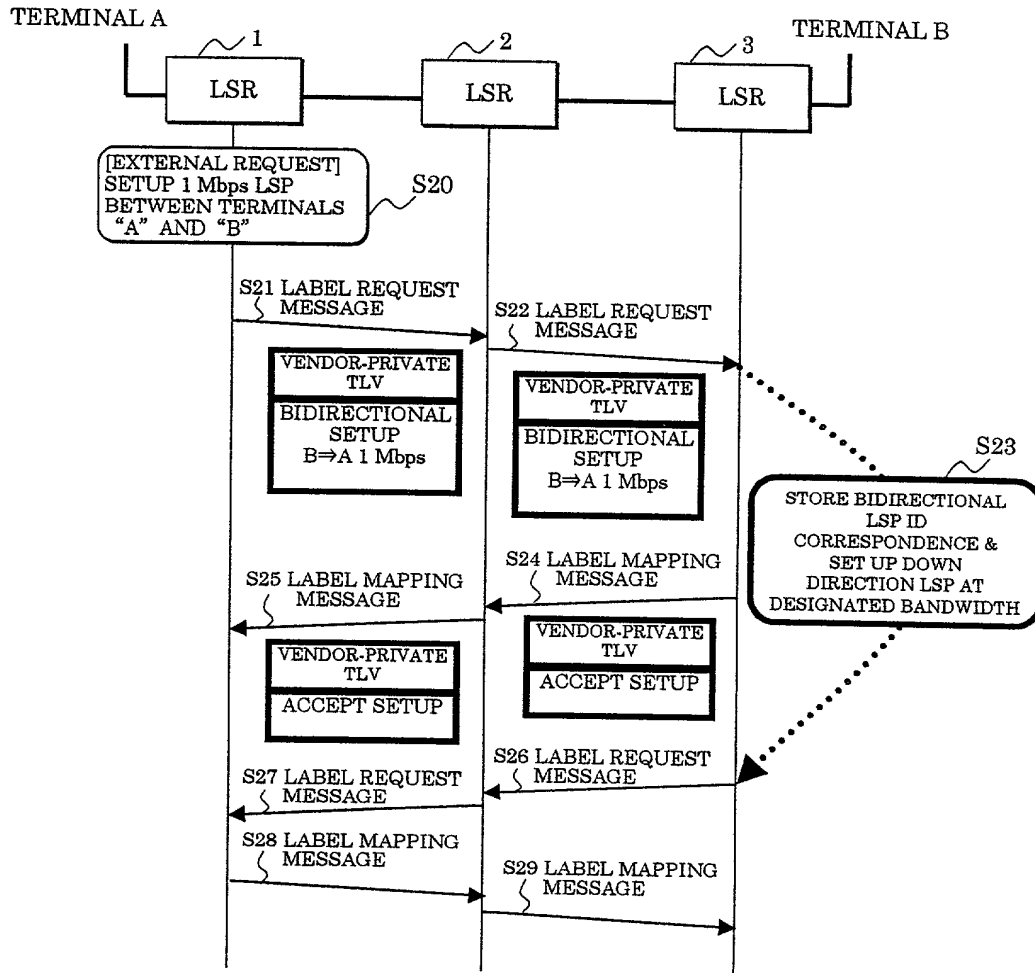 TERMINAL A
1
2
3
TERMINAL B
LSR
LSR
LSR
[EXTERNAL REQUEST]
SETUP 1 Mbps LSP
BETWEEN TERMINALS
"A" AND "B"
S20
S21 LABEL REQUEST
MESSAGE
S22 LABEL REQUEST
MESSAGE
VENDOR-PRIVATE
TLV
BIDIRECTIONAL
SETUP
B⇒A 1 Mbps
VENDOR-PRIVATE
TLV
BIDIRECTIONAL
SETUP
B⇒A 1 Mbps
S23
STORE BIDIRECTIONAL
LSP ID
CORRESPONDENCE &
SET UP DOWN
DIRECTION LSP AT
DESIGNATED BANDWIDTH
S24 LABEL MAPPING
MESSAGE
S25 LABEL MAPPING
MESSAGE
VENDOR-PRIVATE
TLV
ACCEPT SETUP
VENDOR-PRIVATE
TLV
ACCEPT SETUP
S26 LABEL REQUEST
MESSAGE
S27 LABEL REQUEST
MESSAGE
S28 LABEL MAPPING
MESSAGE
S29 LABEL MAPPING
MESSAGE